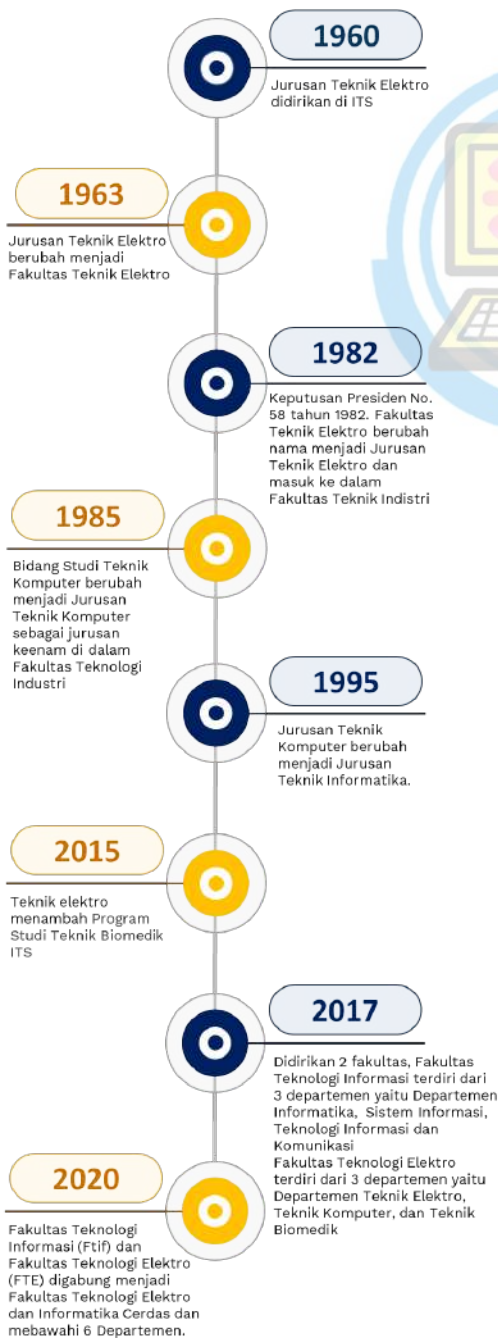 1960
Jurusan Teknik Elektro
didirikan di ITS
1963
Jurusan Teknik Elektro
berubah menjadi
Fakultas Teknik Elektro
1982
Keputusan Presiden No.
58 tahun 1982. Fakultas
Teknik Elektro berubah
nama menjadi Jurusan
Teknik Elektro dan
masuk ke dalam
Fakultas Teknik Indistri
1985
Bidang Studi Teknik
Komputer berubah
menjadi Jurusan
Teknik Komputer
sebagai jurusan
keenam di dalam
Fakultas Teknologi
Industri
1995
Jurusan Teknik
Komputer berubah
menjadi Jurusan
Teknik Informatika.
2015
Teknik elektro
menambah Program
Studi Teknik Biomedik
ITS
2017
Didirikan 2 fakultas, Fakultas
Teknologi Informasi terdiri dari
3 departemen yaitu Departemen
Informatika, Sistem Informasi,
Teknologi Informasi dan
Komunikasi
Fakultas Teknologi Elektro
terdiri dari 3 departemen yaitu
Departemen Teknik Elektro,
Teknik Komputer, dan Teknik
Biomedik
2020
Fakultas Teknologi
Informasi (Ftif) dan
Fakultas Teknologi Elektro
(FTE) digabung menjadi
Fakultas Teknologi Elektro
dan Informatika Cerdas dan
mebawahi 6 Departemen.